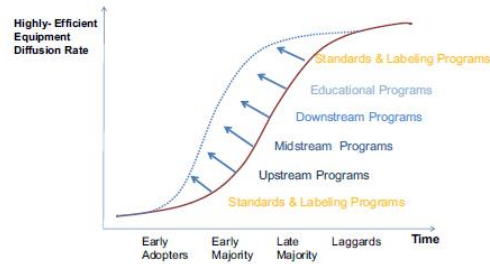 Highly- Efficient
Equipment
Diffusion Rate
Standards & Labeling Programs
Educational Programs
Downstream Programs
Midstream Programs
Upstream Programs
Standards & Labeling Programs
Time
Early
Adopters
Early
Majority
Late
Majority
Laggards